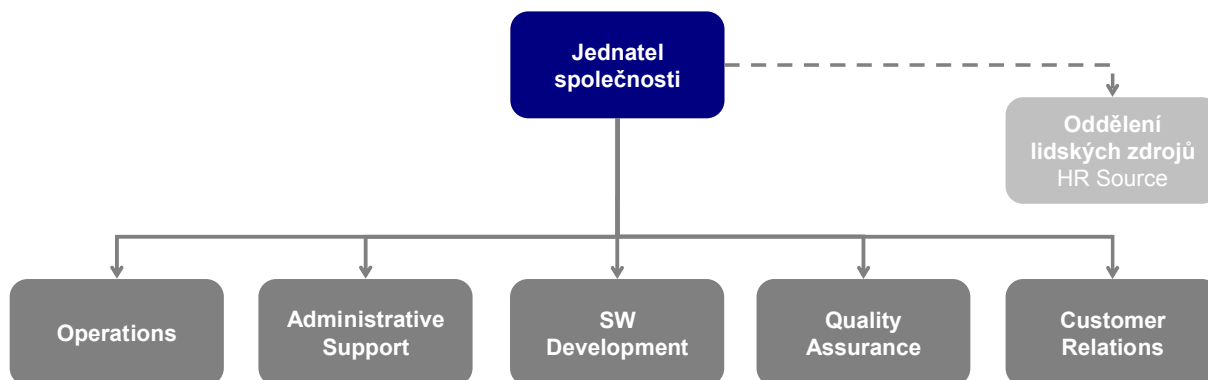 Jednatel
společnosti
Oddělení
lidských zdrojů
HR Source
Operations
Administrative
Support
SW
Development
Quality
Assurance
Customer
Relations